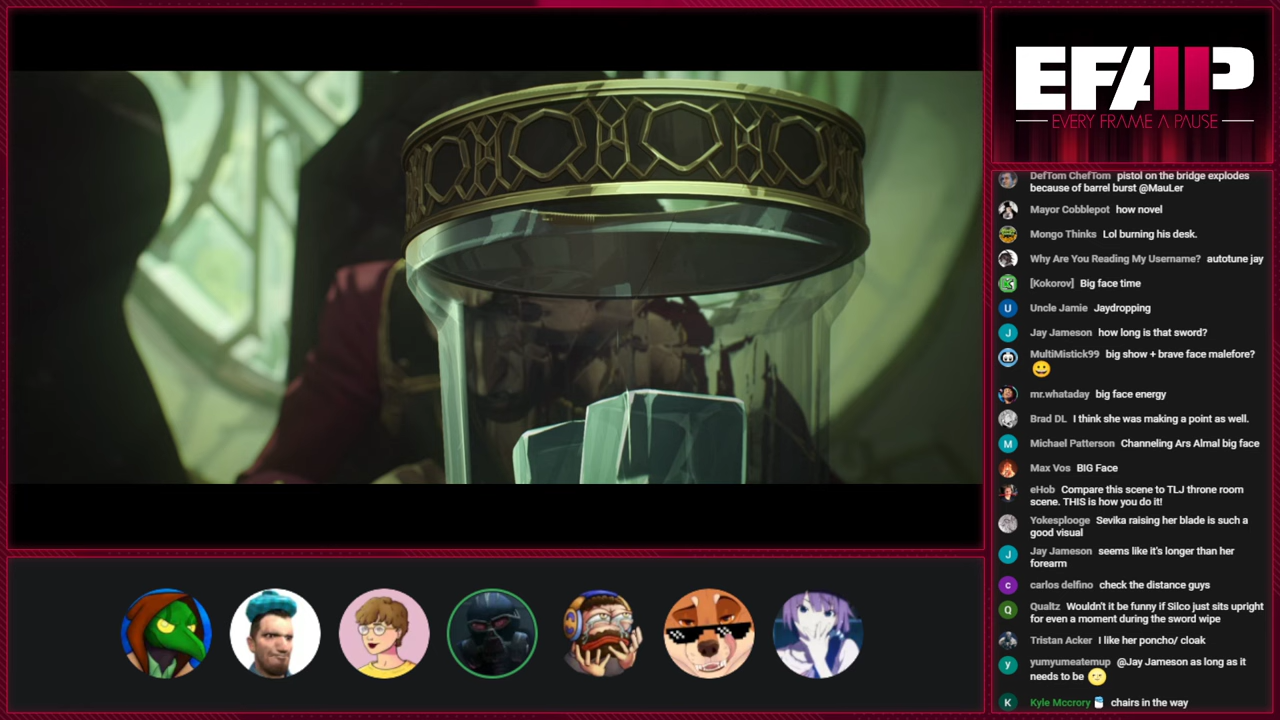 EFAP
EVERY FRAME A PAUSE
DefTom ChefTom pistol on the bridge explodes
because of barrel burst @MauLer
Mayor Cobblepot how novel
Mongo Thinks Lol burning his desk.
Why Are You Reading My Username? autotune jay
[Kokorov] Big face time
U Uncle Jamie Jaydropping
J Jay Jameson how long is that sword?
MultiMistick99 big show + brave face malefore?
😀
mr.whataday big face energy
Brad DL I think she was making a point as well.
M Michael Patterson Channeling Ars Almal big face
Max Vos BIG Face
eHob Compare this scene to TLJ throne room
scene. THIS is how you do it!
Yokesplooge Sevika raising her blade is such a
good visual
J Jay Jameson seems like it's longer than her
forearm
c carlos delfino check the distance guys
Q Qualtz Wouldn't it be funny if Silco just sits upright
for even a moment during the sword wipe
Tristan Acker I like her poncho/ cloak
y yumyumeatemup @Jay Jameson as long as it
needs to be 🌝
K Kyle Mccrory chairs in the way